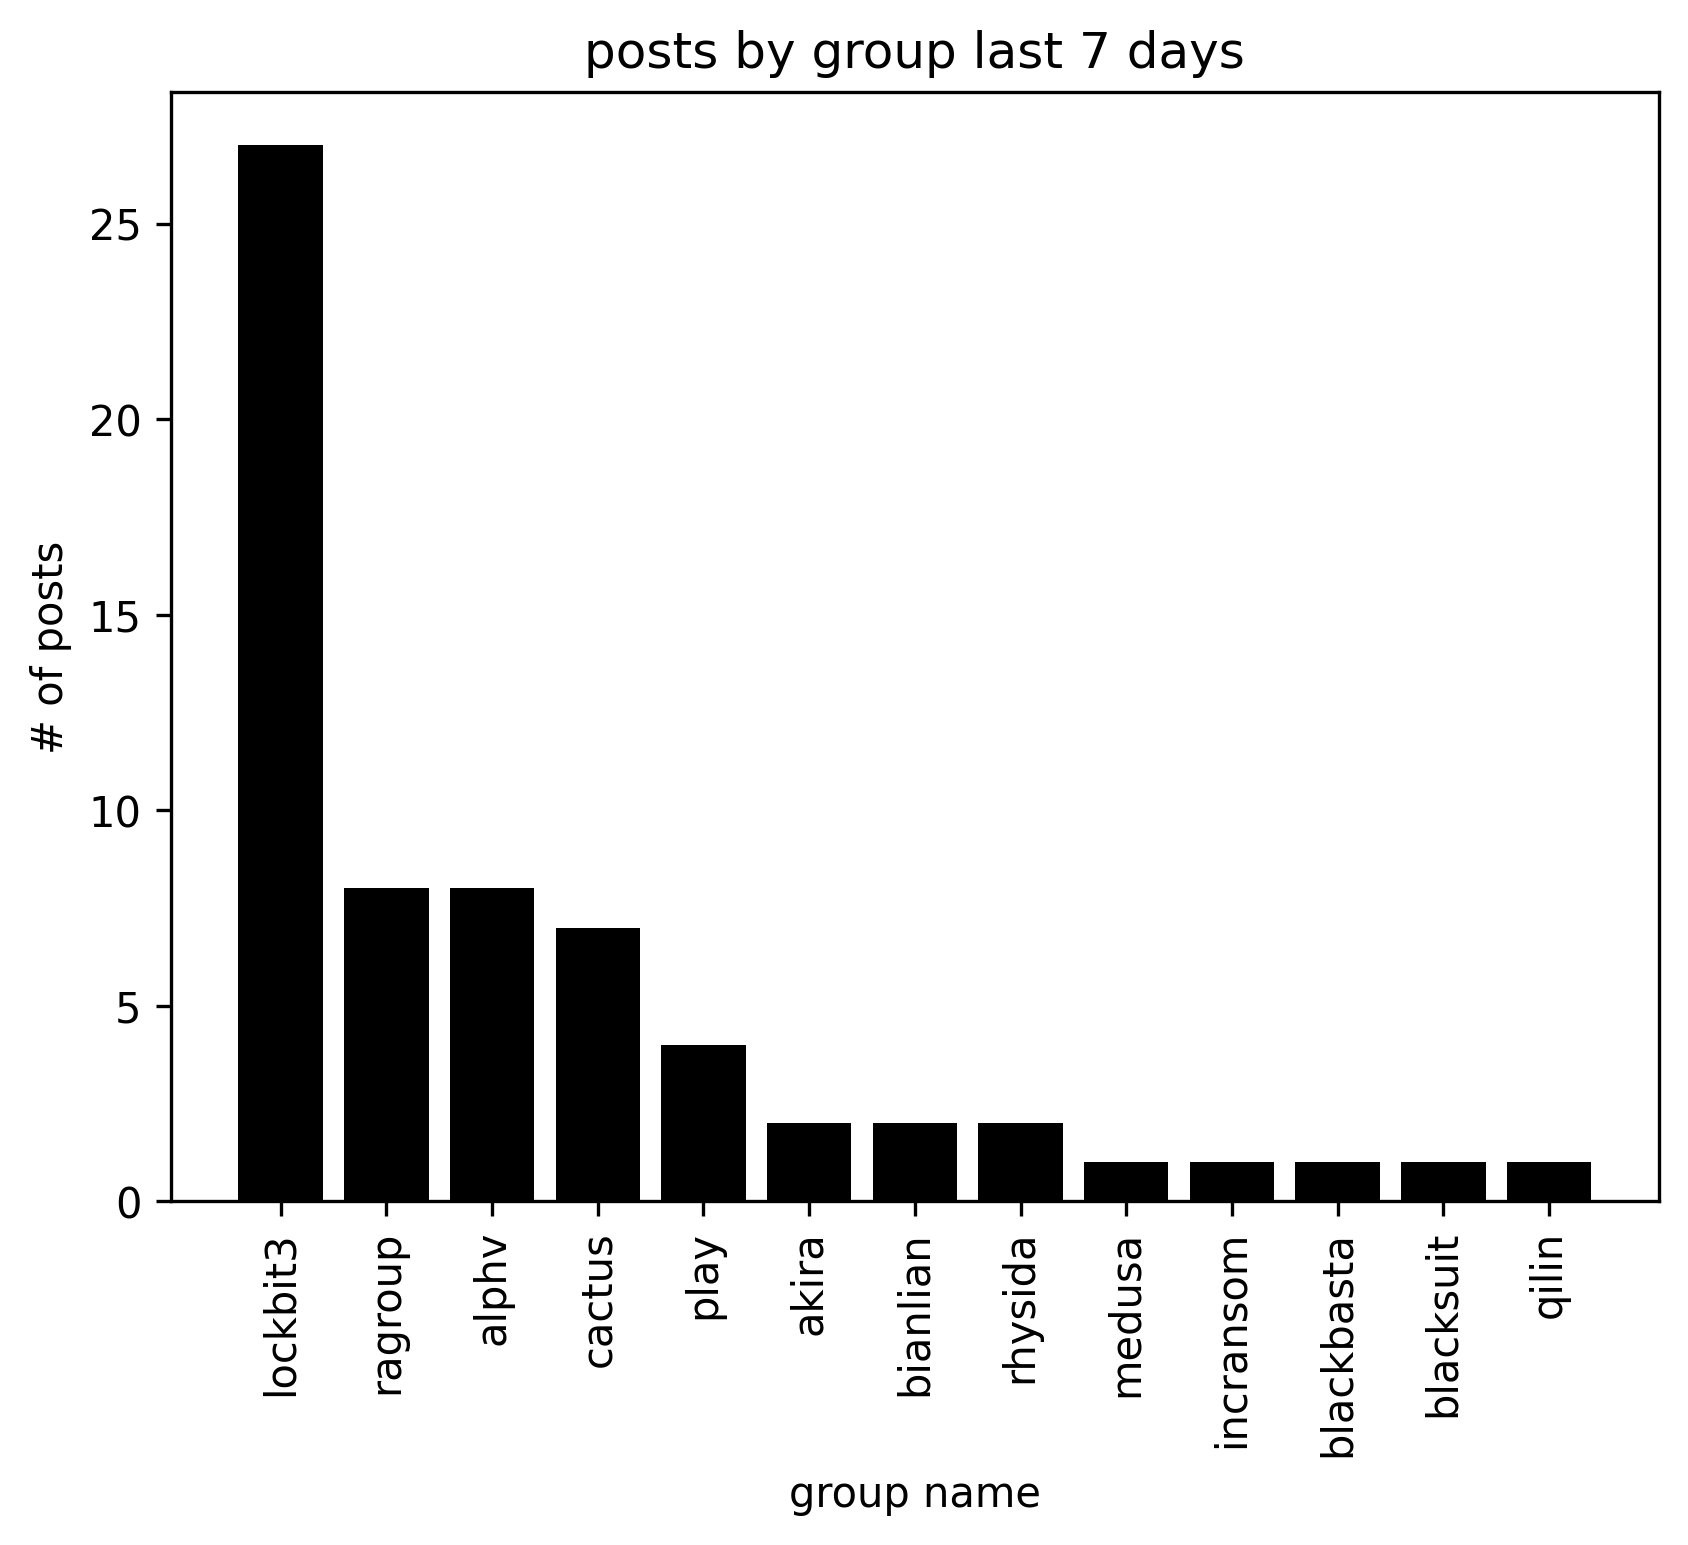 posts by group last 7 days
25
20
15
10
5
0
# of posts
lockbit3
ragroup
alphv
cactus
play
akira
bianlian
rhysida
medusa
incransom
blackbasta
blacksuit
qilin
group name